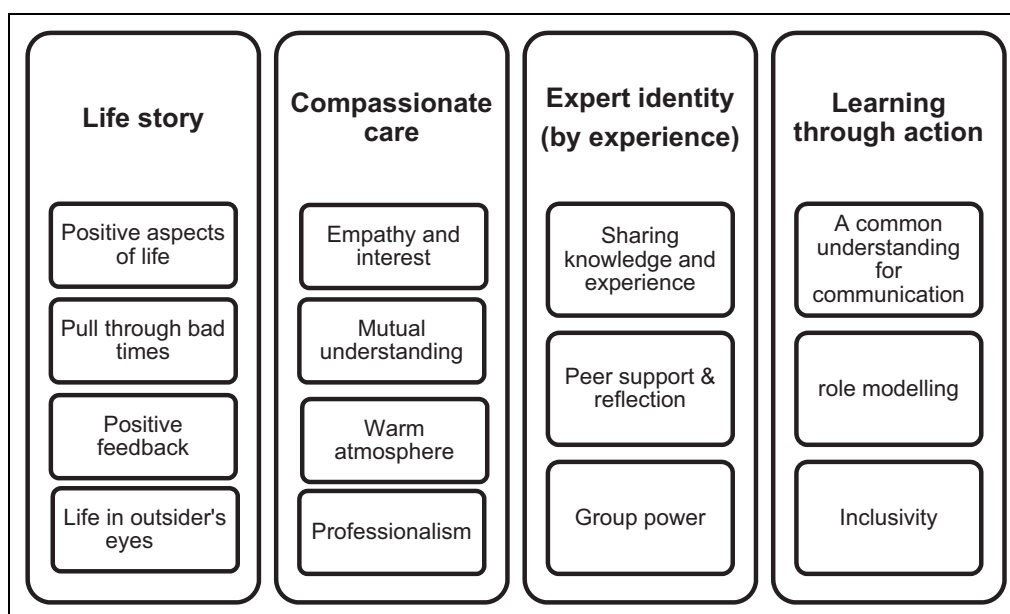 Life story
Positive aspects
of life
Pull through bad
times
Positive
feedback
Life in outsider's
eyes
Compassionate
care
Empathy and
interest
Mutual
understanding
Warm
atmosphere
Professionalism
Expert identity
(by experience)
Sharing
knowledge and
experience
Peer support &
reflection
Group power
Learning
through action
A common
understanding
for
communication
role modelling
Inclusivity